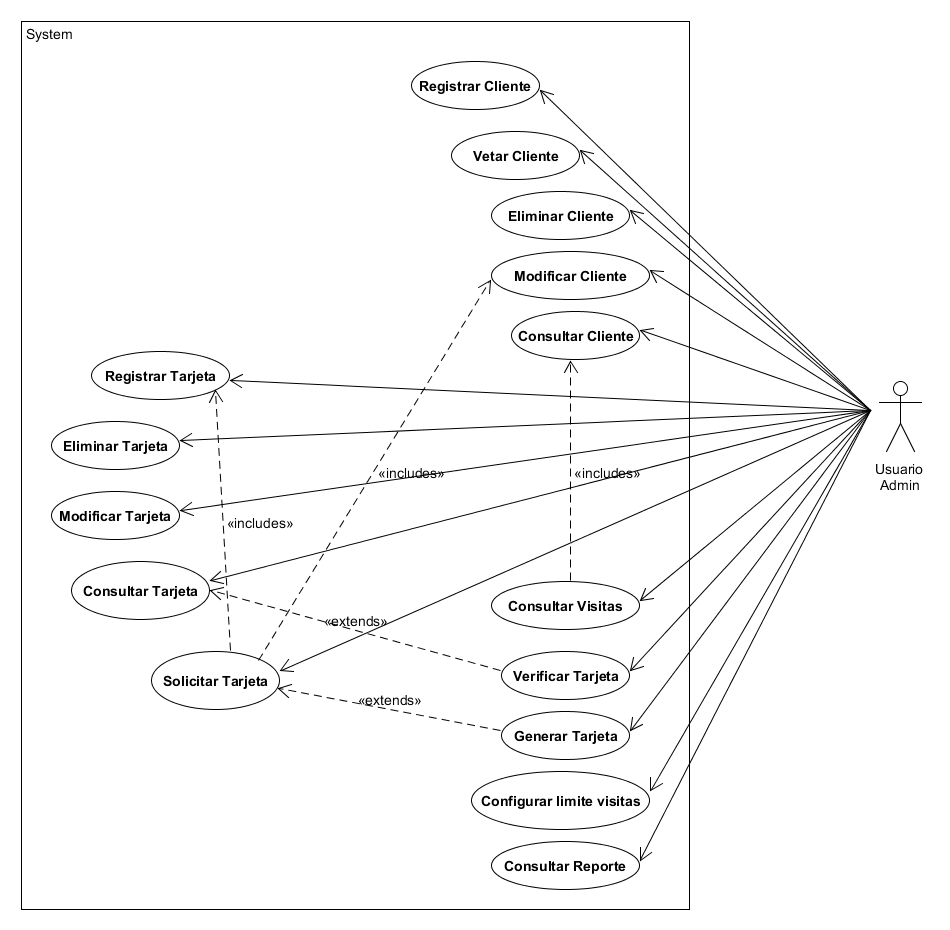 System
Registrar Cliente
Vetar Cliente
Eliminar Cliente
Modificar Cliente
Consultar Cliente
Registrar Tarjeta
Eliminar Tarjeta
«includes»
«includes»
Usuario
Admin
Modificar Tarjeta
«includes»
Consultar Tarjeta
Consultar Visitas
«extends»
Verificar Tarjeta
Solicitar Tarjeta
«extends»
Generar Tarjeta
Configurar limite visitas
Consultar Reporte